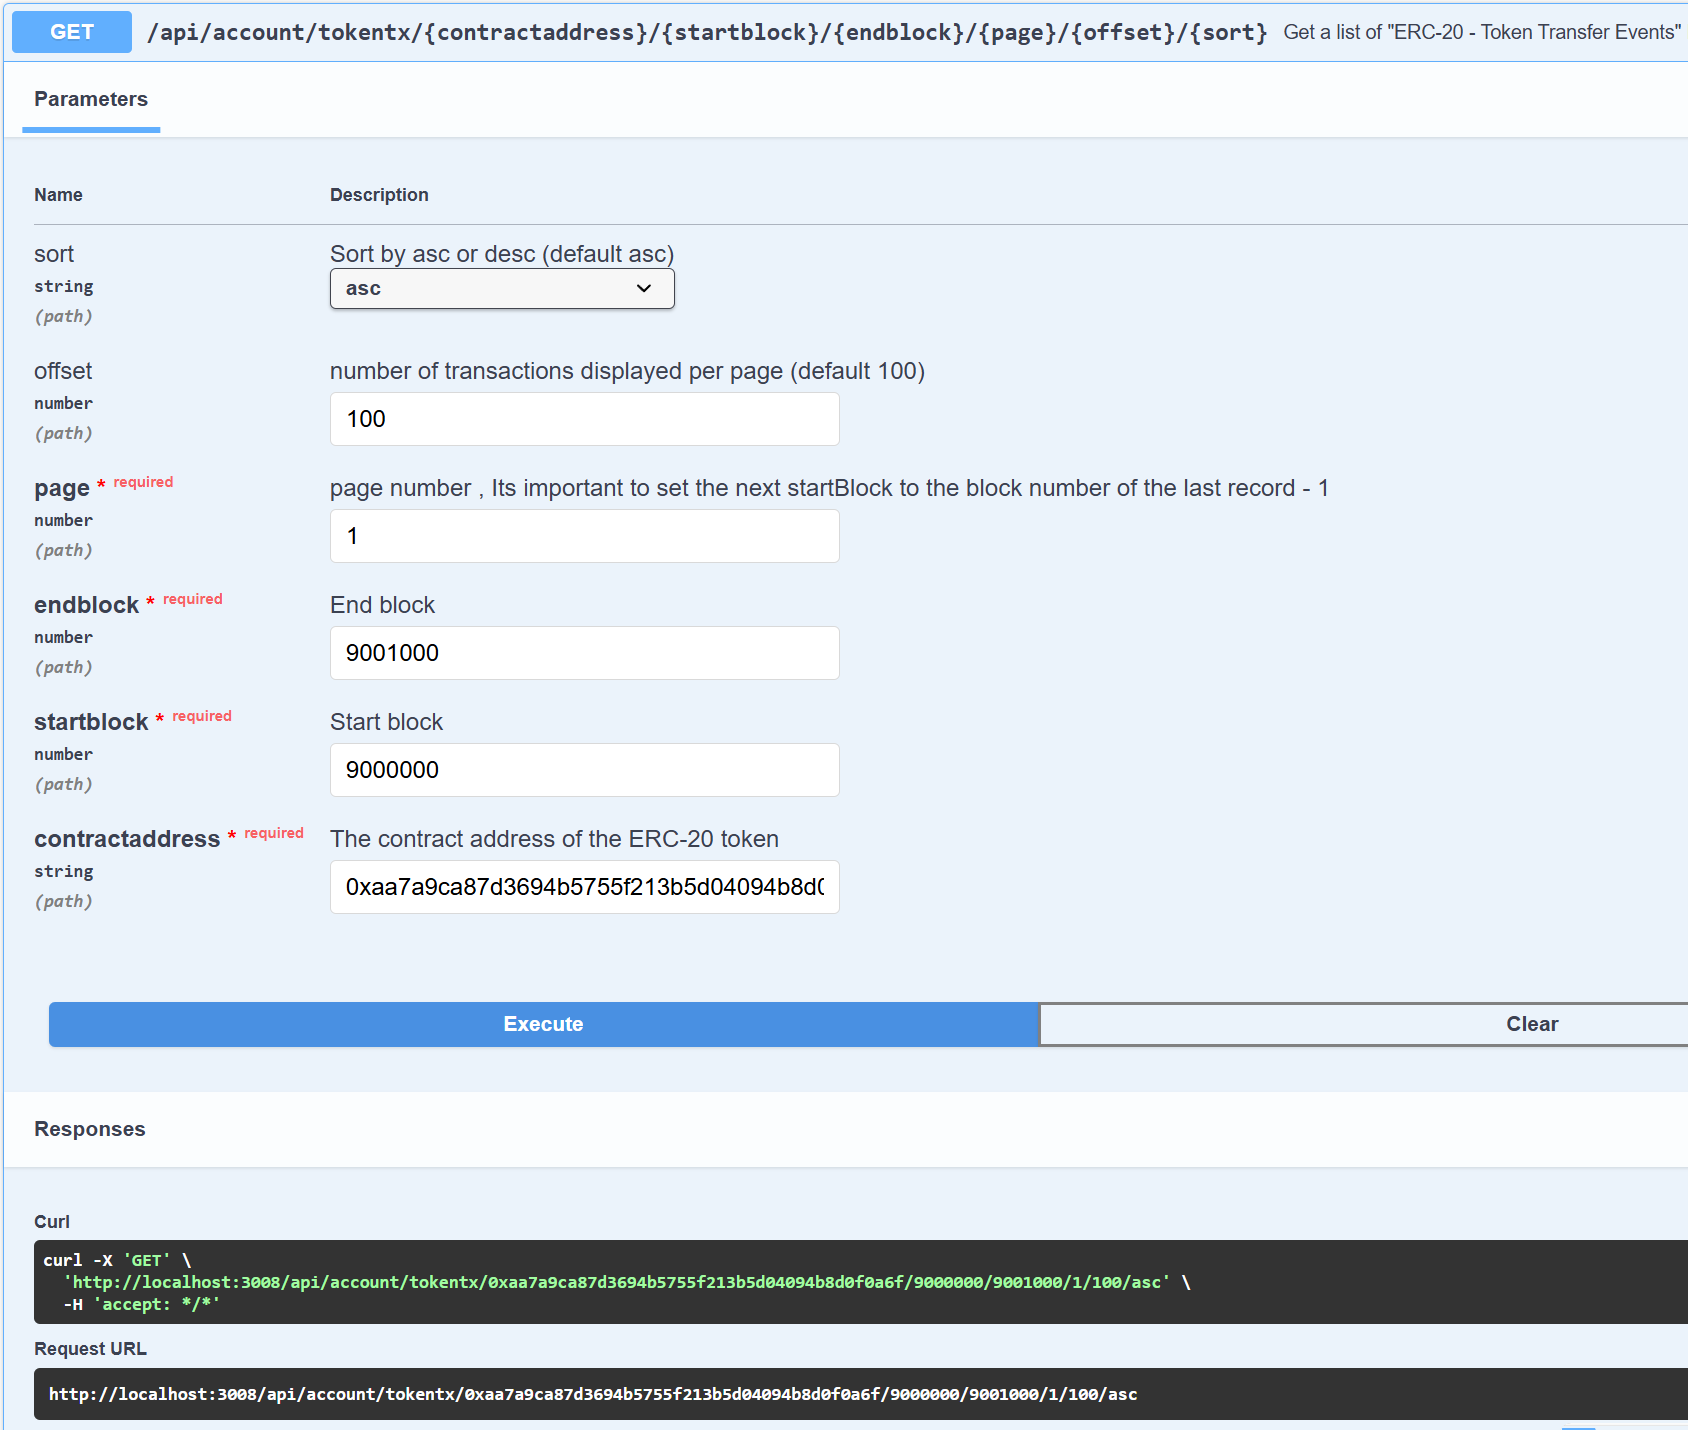 GET /api/account/tokentx/{contractaddress}/{startblock}/{endblock}/{page}/{offset}/{sort} Get a list of "ERC-20 - Token Transfer Events"
Parameters
Name Description
sort Sort by asc or desc (default asc)
string asc
(path)
offset number of transactions displayed per page (default 100)
number 100
(path)
page * required page number , Its important to set the next startBlock to the block number of the last record - 1
number 1
(path)
endblock * required End block
number 9001000
(path)
startblock * required Start block
number 9000000
(path)
contractaddress * required The contract address of the ERC-20 token
string 0xaa7a9ca87d3694b5755f213b5d04094b8d0
(path)
Execute Clear
Responses
Curl
curl -X 'GET' \
'http://localhost:3008/api/account/tokentx/0xaa7a9ca87d3694b5755f213b5d04094b8d0f0a6f/9000000/9001000/1/100/asc' \
-H 'accept: */*'
Request URL
http://localhost:3008/api/account/tokentx/0xaa7a9ca87d3694b5755f213b5d04094b8d0f0a6f/9000000/9001000/1/100/asc